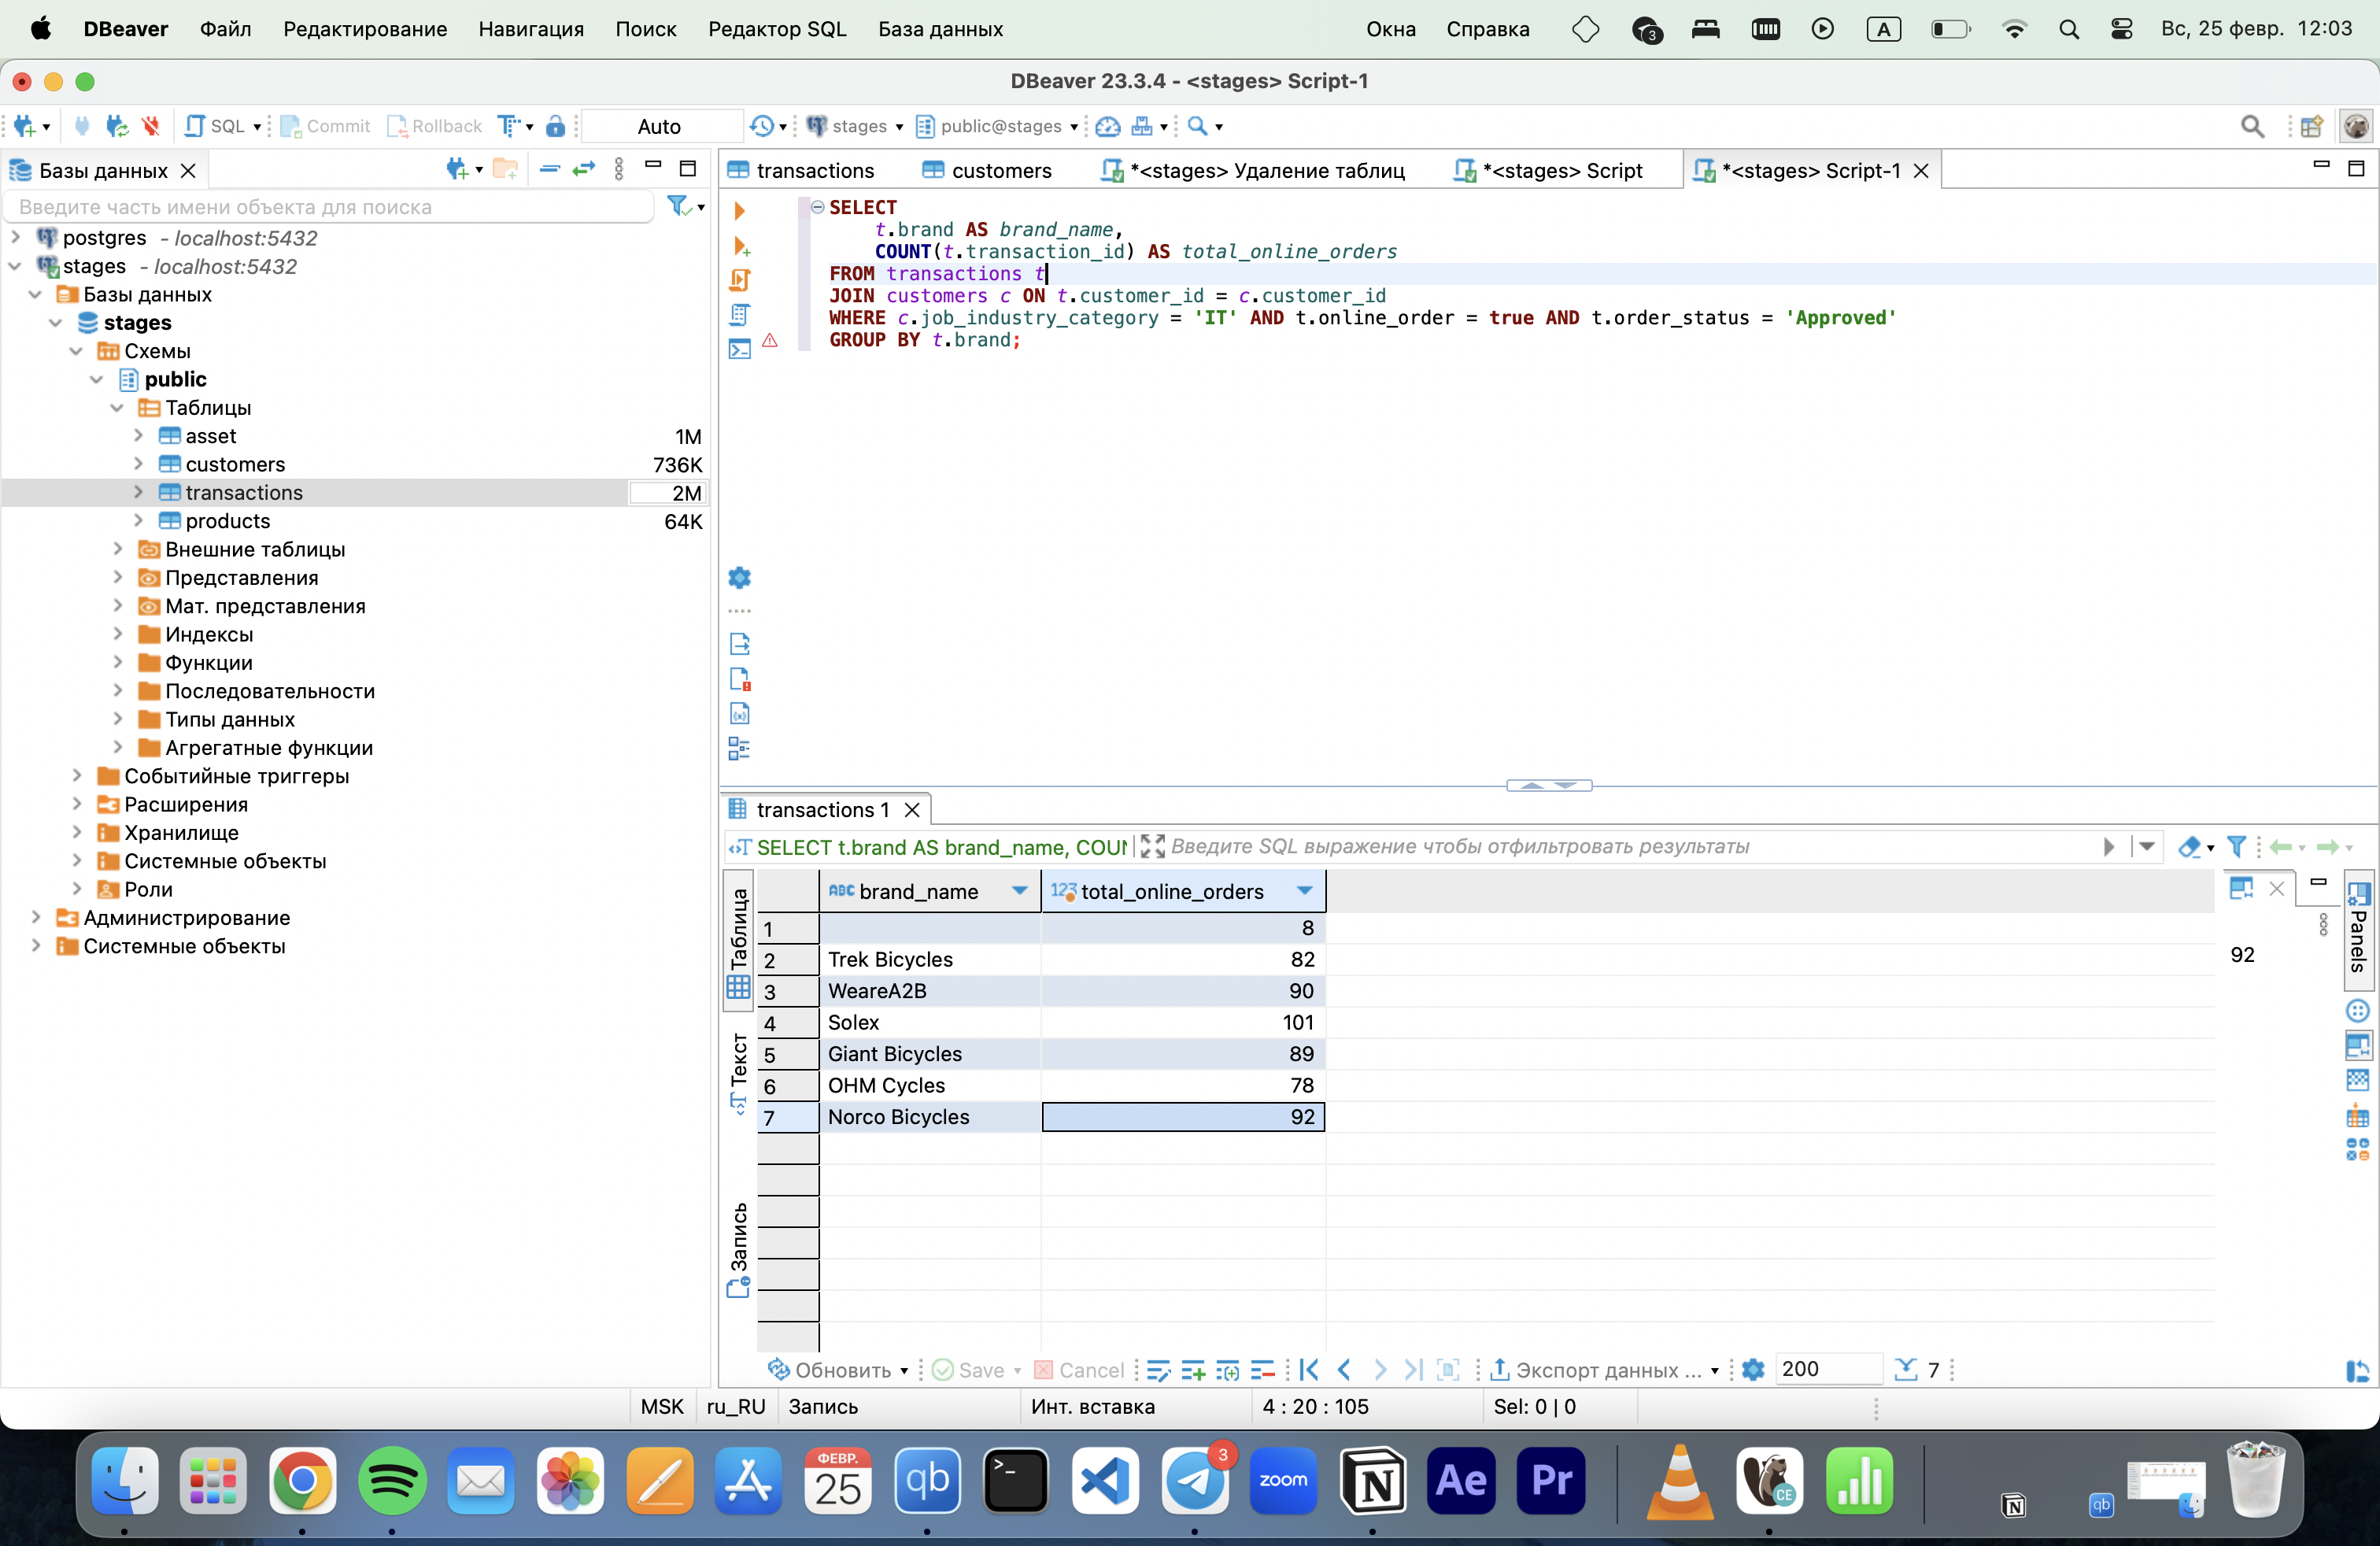 DBeaver Файл Редактирование Навигация Поиск Редактор SQL База данных Окна Справка 3 A Вс, 25 февр. 12:03
DBeaver 23.3.4 - <stages> Script-1
SQL Commit Rollback Auto stages public@stages
Базы данных
Введите часть имени объекта для поиска
postgres - localhost:5432
stages - localhost:5432
Базы данных
stages
Схемы
public
Таблицы
asset 1M
customers 736K
transactions 2M
products 64K
Внешние таблицы
Представления
Мат. представления
Индексы
Функции
Последовательности
Типы данных
Агрегатные функции
Событийные триггеры
Расширения
Хранилище
Системные объекты
Роли
Администрирование
Системные объекты
transactions customers *<stages> Удаление таблиц *<stages> Script *<stages> Script-1
SELECT
t.brand AS brand_name,
COUNT(t.transaction_id) AS total_online_orders
FROM transactions t
JOIN customers c ON t.customer_id = c.customer_id
WHERE c.job_industry_category = 'IT' AND t.online_order = true AND t.order_status = 'Approved'
GROUP BY t.brand;
transactions 1
SELECT t.brand AS brand_name, COUN Введите SQL выражение чтобы отфильтровать результаты
Таблица
Текст
Запись
ABC brand_name 123 total_online_orders
1 8
2 Trek Bicycles 82
3 WeareA2B 90
4 Solex 101
5 Giant Bicycles 89
6 OHM Cycles 78
7 Norco Bicycles 92
92
Panels
Обновить Save Cancel Экспорт данных ... 200 7
MSK ru_RU Запись Инт. вставка 4 : 20 : 105 Sel: 0 | 0
ФЕВР.
25
qb
3
zoom
N
Ae
Pr
CE
N
qb